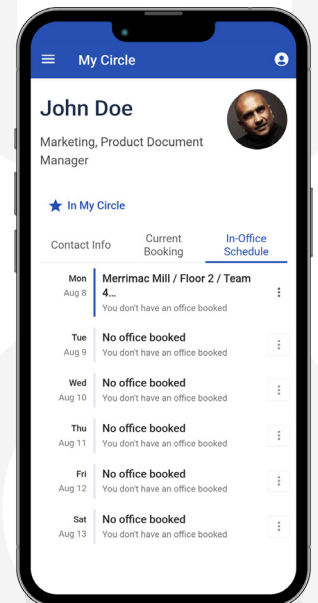 My Circle
John Doe
Marketing, Product Document
Manager
In My Circle
Contact Info
Current
Booking
In-Office
Schedule
Mon
Aug 8
Merrimac Mill / Floor 2 / Team
4...
You don't have an office booked
Tue
Aug 9
No office booked
You don't have an office booked
Wed
Aug 10
No office booked
You don't have an office booked
Thu
Aug 11
No office booked
You don't have an office booked
Fri
Aug 12
No office booked
You don't have an office booked
Sat
Aug 13
No office booked
You don't have an office booked